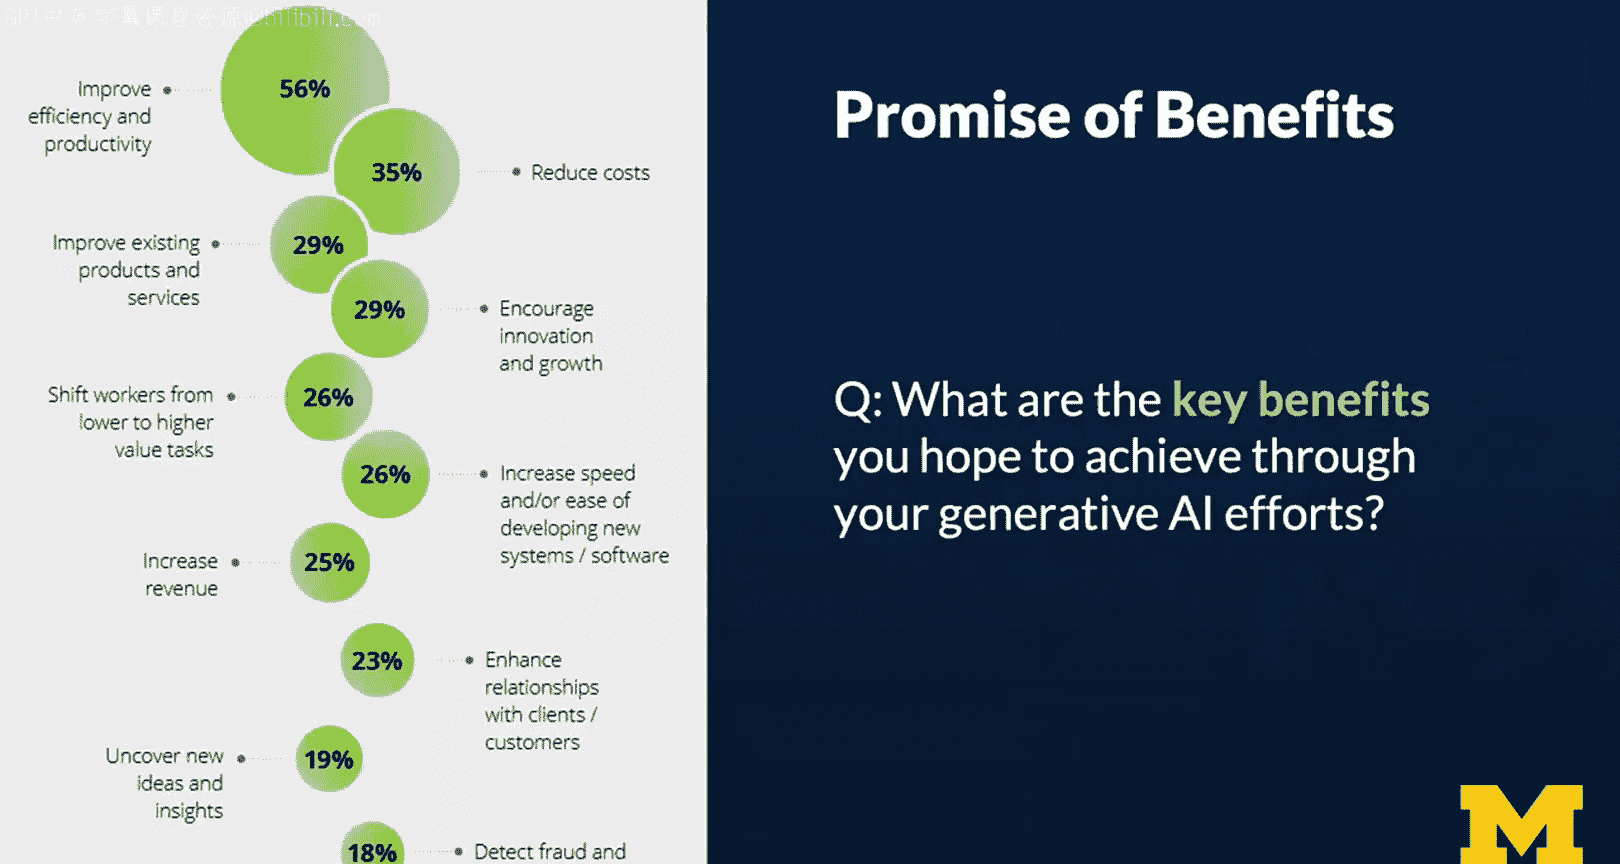 56%
Improve
efficiency and
productivity
35%
Reduce costs
29%
Improve existing
products and
services
29%
Encourage
innovation
and growth
26%
Shift workers from
lower to higher
value tasks
26%
Increase speed
and/or ease of
developing new
systems / software
25%
Increase
revenue
23%
Enhance
relationships
with clients /
customers
19%
Uncover new
ideas and
insights
18%
Detect fraud and
Promise of Benefits
Q: What are the key benefits
you hope to achieve through
your generative AI efforts?
M